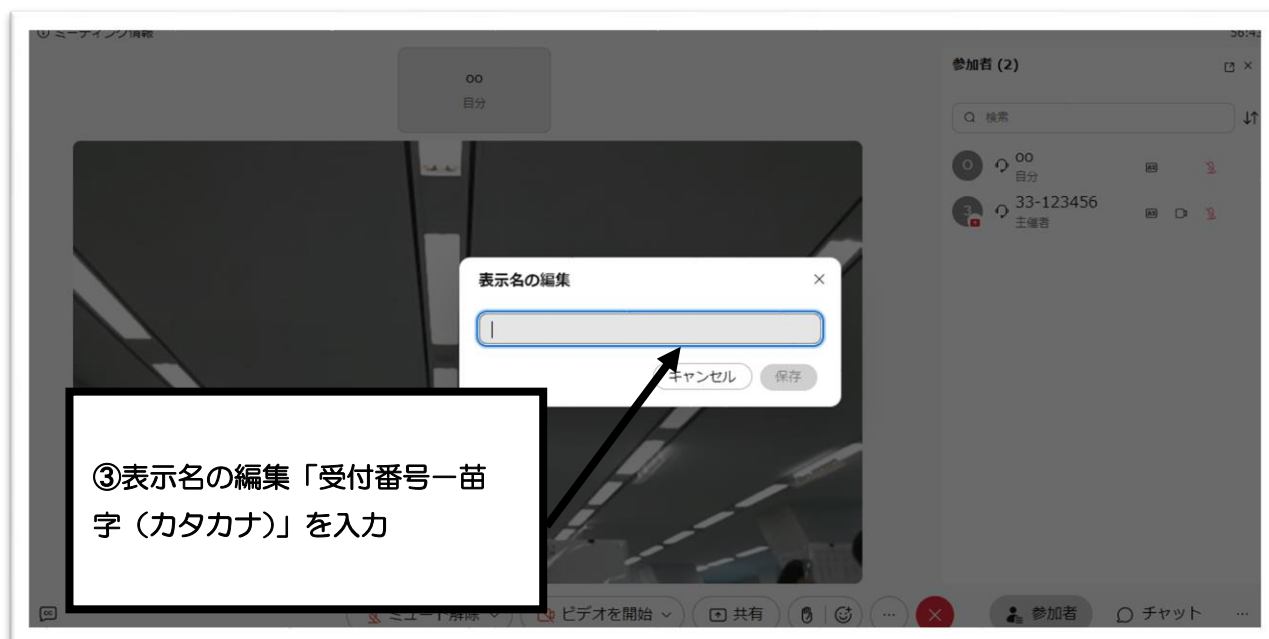 ミーティング情報
56:43
oo
自分
参加者 (2)
検索
O
oo
自分
3
33-123456
主催者
表示名の編集
キャンセル
保存
③表示名の編集「受付番号ー苗
字（カタカナ）」を入力
ミュート解除
ビデオを開始
共有
参加者
チャット